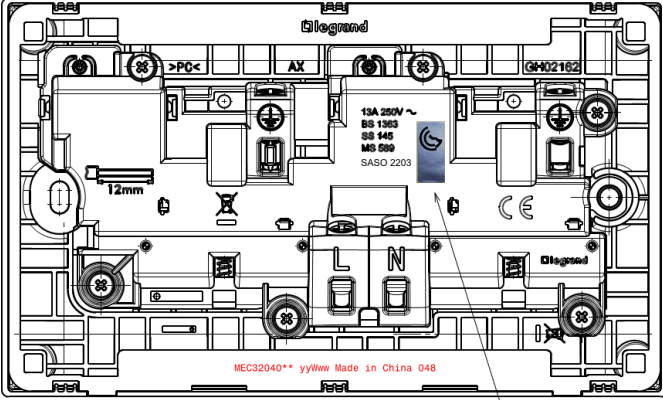 legrand
>PC<
AX
GH02162
13A 250V ~
BS 1363
SS 145
MS 589
SASO 2203
12mm
CE
L
N
legrand
MEC32040** yyWww Made in China 048